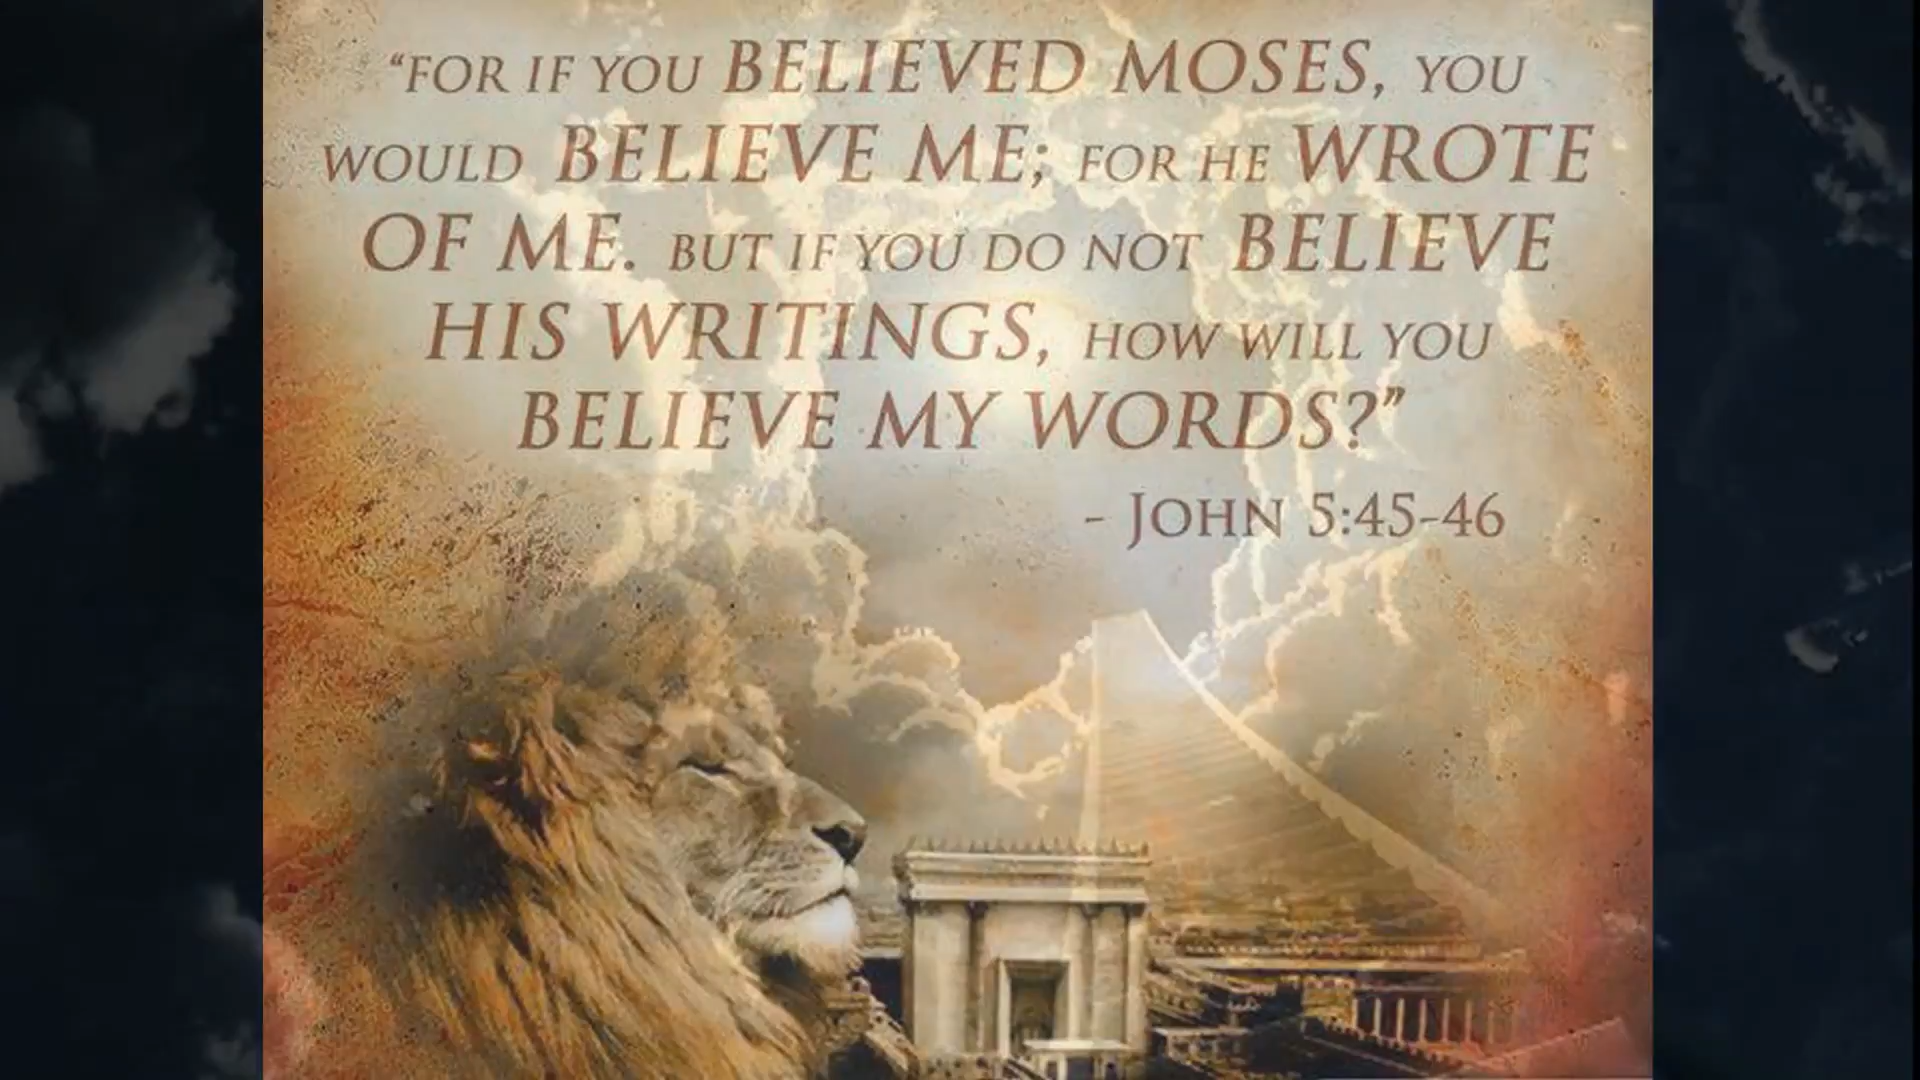 “FOR IF YOU BELIEVED MOSES, YOU
WOULD BELIEVE ME; FOR HE WROTE
OF ME. BUT IF YOU DO NOT BELIEVE
HIS WRITINGS, HOW WILL YOU
BELIEVE MY WORDS?”
- JOHN 5:45-46